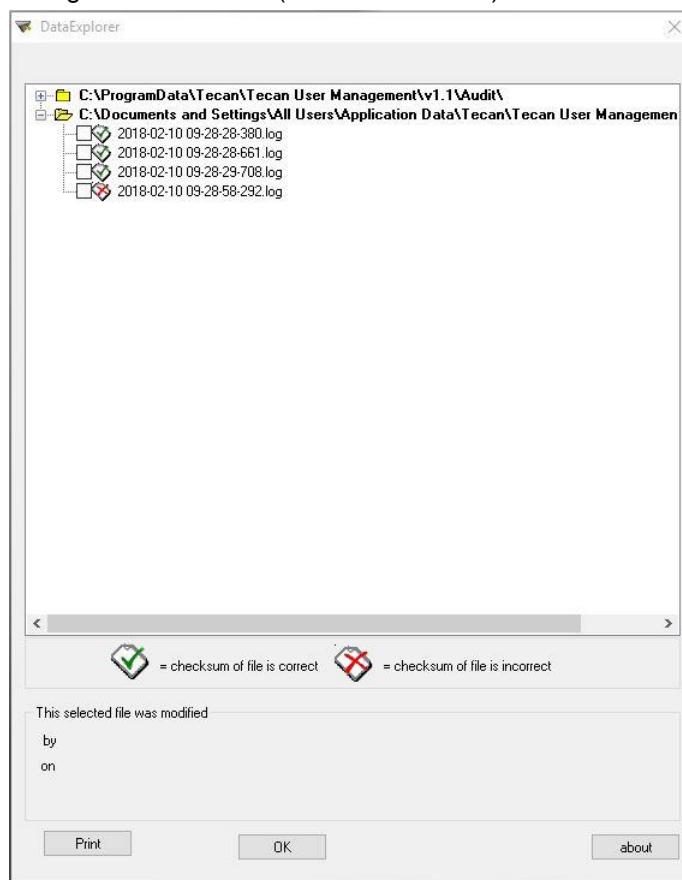 DataExplorer
C:\ProgramData\Tecan\Tecan User Management\v1.1\Audit\
C:\Documents and Settings\All Users\Application Data\Tecan\Tecan User Managemen
2018-02-10 09-28-28-380.log
2018-02-10 09-28-28-661.log
2018-02-10 09-28-29-708.log
2018-02-10 09-28-58-292.log
= checksum of file is correct = checksum of file is incorrect
This selected file was modified
by
on
Print OK about